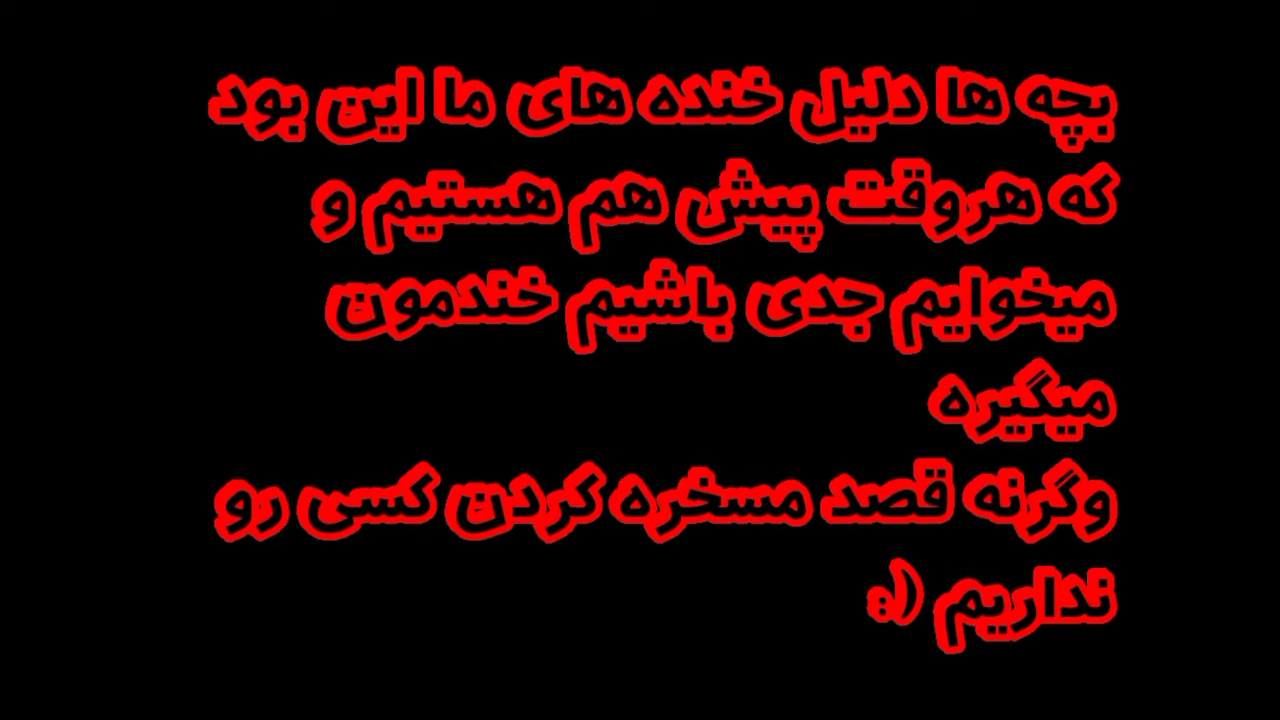 بچه ها دلیل خنده های ما این بود
که هروقت پیش هم هستیم و
میخوایم جدی باشیم خندمون
میگیره
وگرنه قصد مسخره کردن کسی رو
نداریم (: